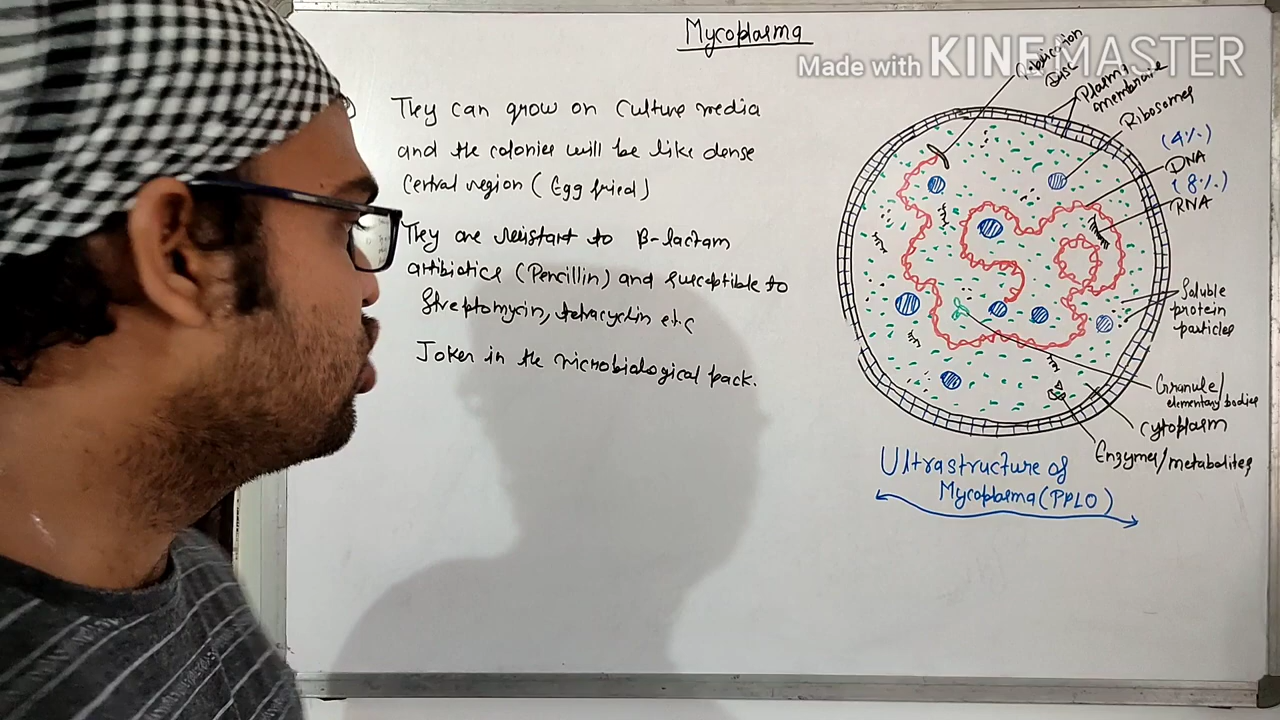 Mycoplasma
Made with KINEMASTER
They can grow on culture media
and the colonies will be like dense
central region (Egg fried)
They are resistant to β-lactam
antibiotics (Pencillin) and susceptible to
Streptomycin, tetracyclin etc
Joker in the microbiological pack.
Disc
Plasma
membrane
Ribosomes
(4%)
DNA
(8%)
RNA
Soluble
protein
particles
Granule/
elementary bodies
Cytoplasm
Enzymes/metabolites
Ultrastructure of
Mycoplasma (PPLO)